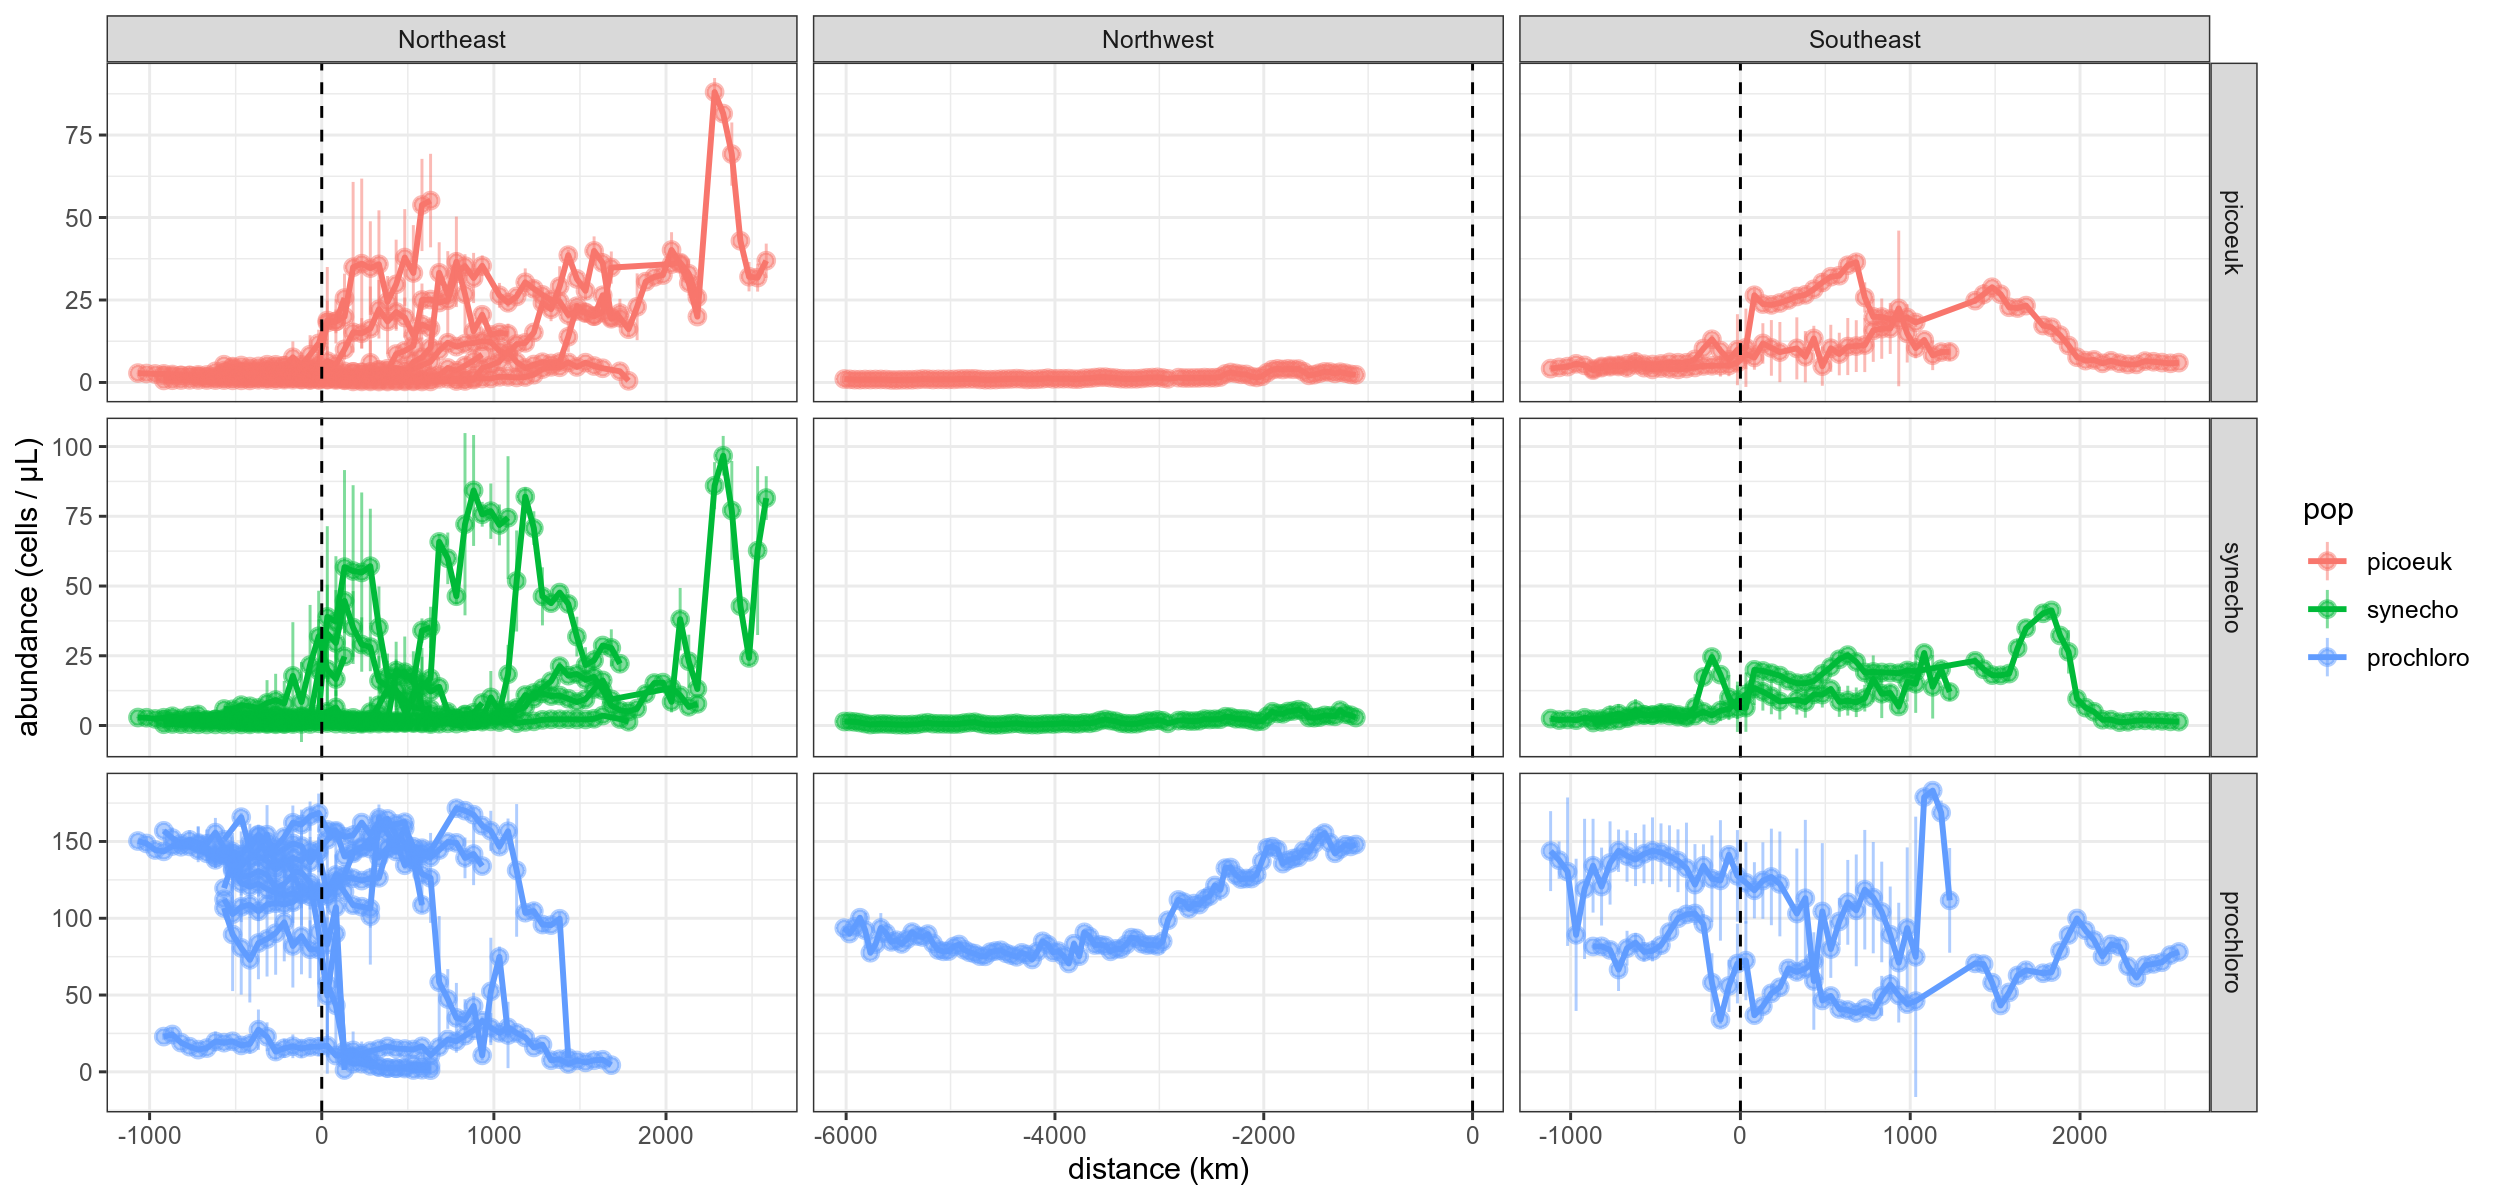 Northeast Northwest Southeast
75
50
25
0
picoeuk
100
75
50
25
0
synecho
150
100
50
0
prochloro
-1000 0 1000 2000 -6000 -4000 -2000 0 -1000 0 1000 2000
distance (km)
abundance (cells / μL)
pop
picoeuk
synecho
prochloro